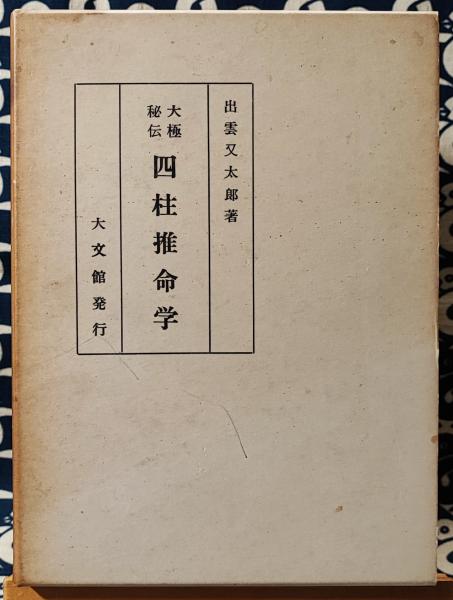 出雲又太郎著
大極
秘伝
四柱推命学
大文館発行